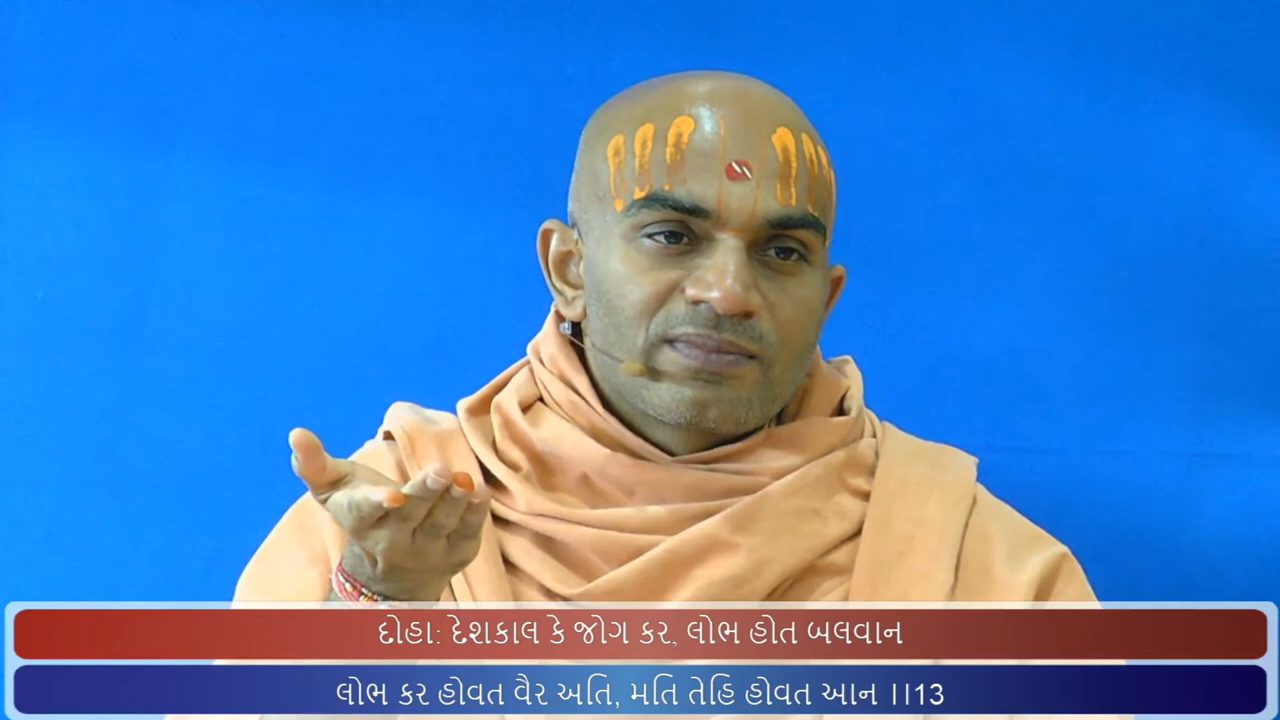 દોહા: દેશકાલ કે જોગ કર, લોભ હોત બલવાન
લોભ કર હોવત વૈર અતિ, મતિ તેહિ હોવત આન ।।13